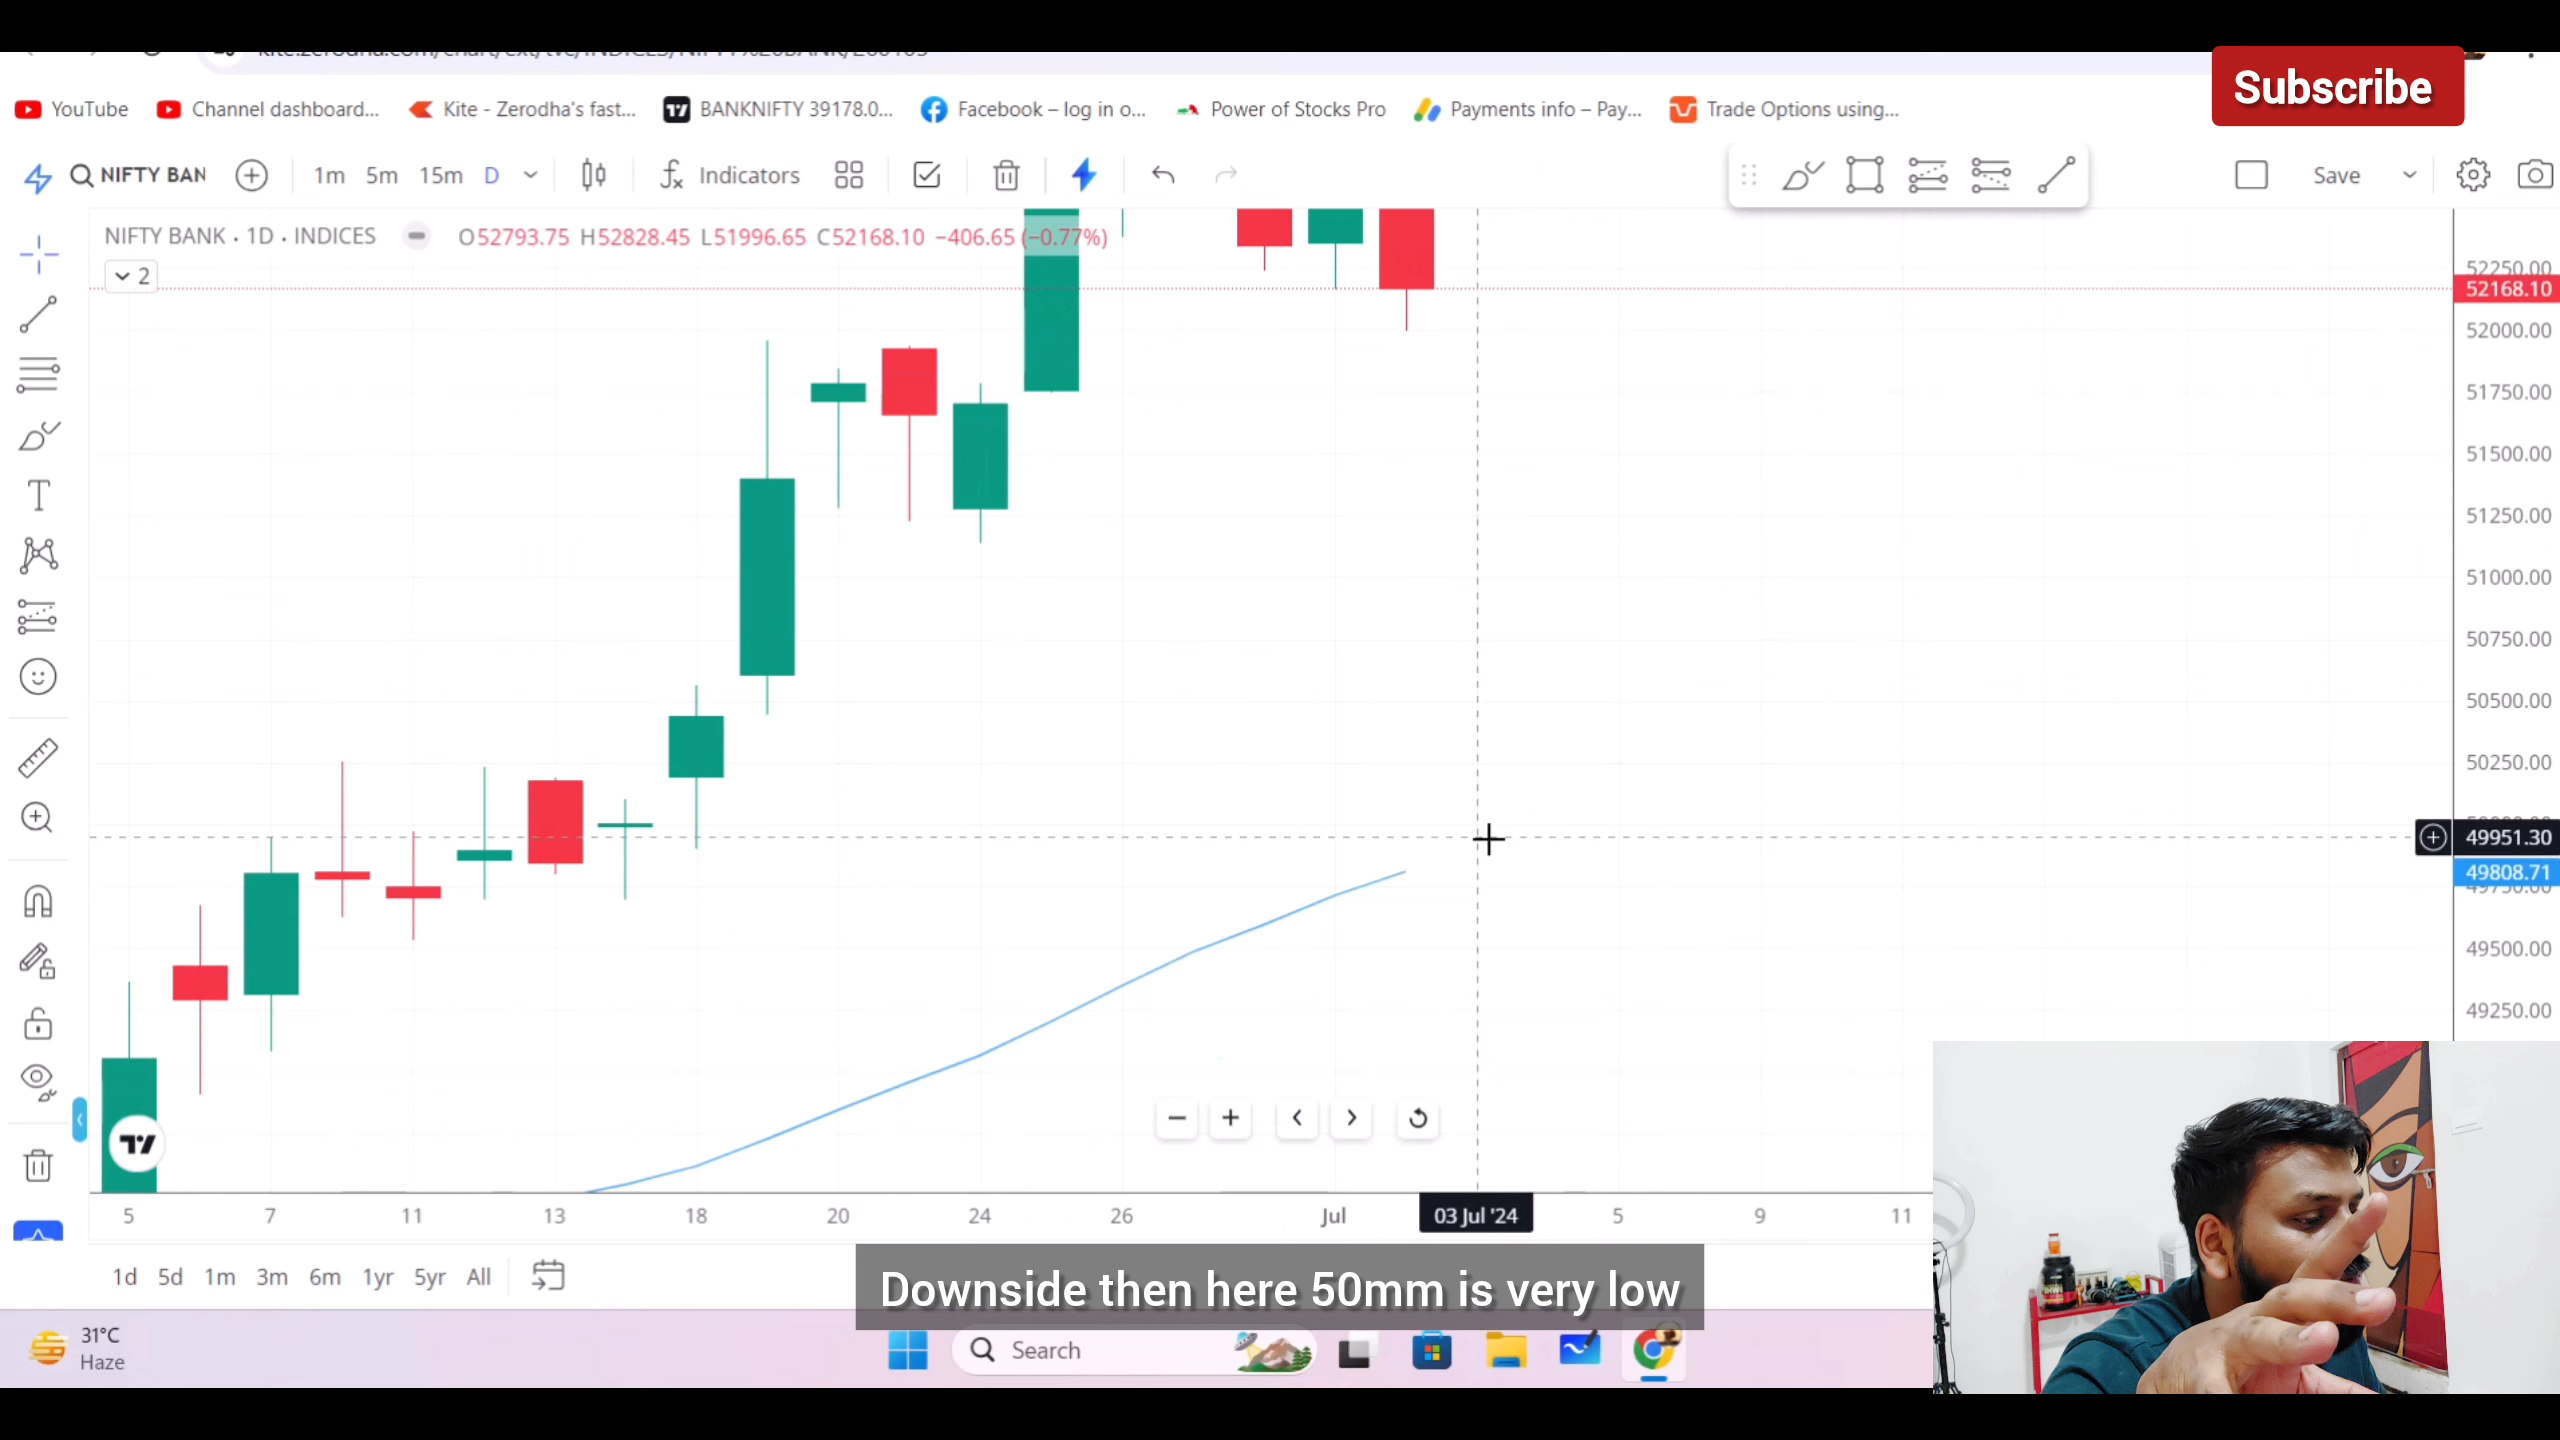 Subscribe
YouTube
Channel dashboard...
Kite - Zerodha's fast...
BANKNIFTY 39178.0...
Facebook – log in o...
Power of Stocks Pro
Payments info – Pay...
Trade Options using...
NIFTY BAN
1m 5m 15m D
Indicators
Save
NIFTY BANK · 1D · INDICES
O52793.75 H52828.45 L51996.65 C52168.10 −406.65 (−0.77%)
2
52250.00
52168.10
52000.00
51750.00
51500.00
51250.00
51000.00
50750.00
50500.00
50250.00
49951.30
49808.71
49500.00
49250.00
5 7 11 13 18 20 24 26 Jul 03 Jul '24 5 9 11
1d 5d 1m 3m 6m 1yr 5yr All
Downside then here 50mm is very low
31°C
Haze
Search